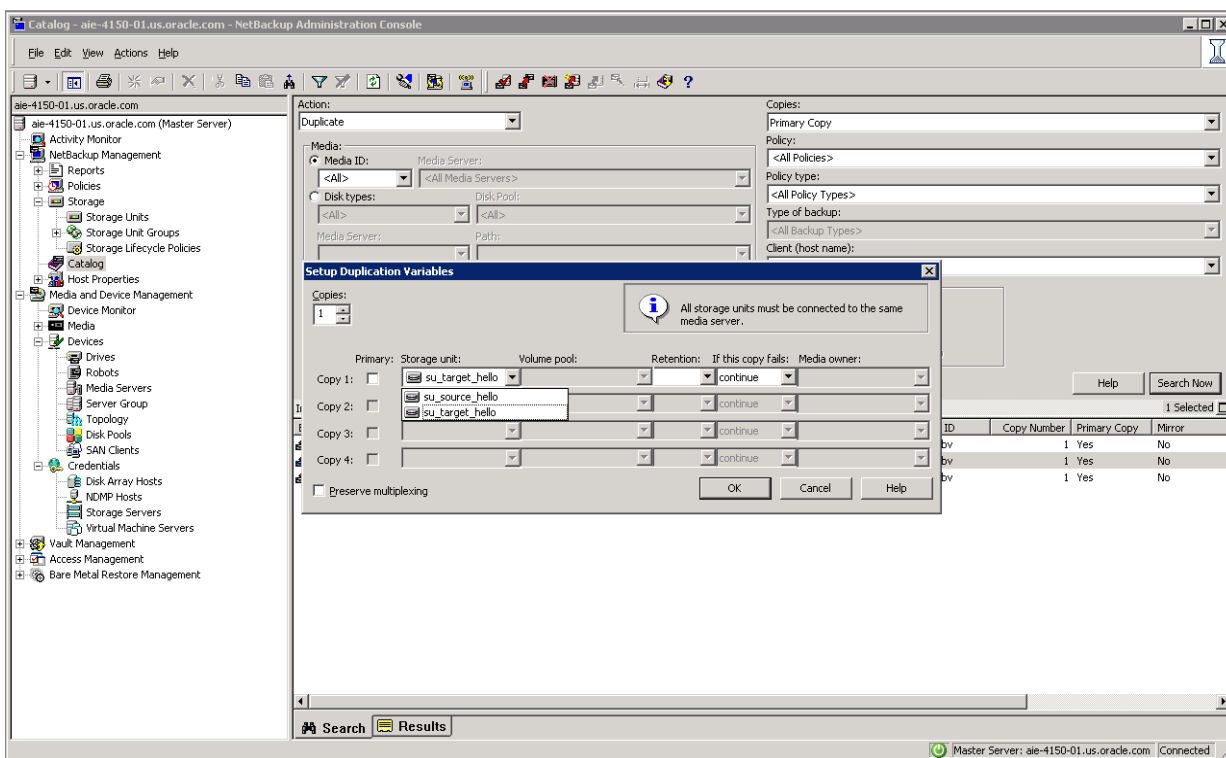 Catalog - aie-4150-01.us.oracle.com - NetBackup Administration Console
File Edit View Actions Help
aie-4150-01.us.oracle.com
aie-4150-01.us.oracle.com (Master Server)
Activity Monitor
NetBackup Management
Reports
Policies
Storage
Storage Units
Storage Unit Groups
Storage Lifecycle Policies
Catalog
Host Properties
Media and Device Management
Device Monitor
Media
Devices
Drives
Robots
Media Servers
Server Group
Topology
Disk Pools
SAN Clients
Credentials
Disk Array Hosts
NDMP Hosts
Storage Servers
Virtual Machine Servers
Vault Management
Access Management
Bare Metal Restore Management
Action:
Duplicate
Media:
Media ID: Media Server:
<All> <All Media Servers>
Disk types: Disk Pool:
<All> <All>
Media Server: Path:
Copies:
Primary Copy
Policy:
<All Policies>
Policy type:
<All Policy Types>
Type of backup:
<All Backup Types>
Client (host name):
Setup Duplication Variables
Copies:
1
All storage units must be connected to the same
media server.
Primary: Storage unit: Volume pool: Retention: If this copy fails: Media owner:
Copy 1: su_target_hello continue
su_source_hello
su_target_hello
Copy 2: continue
Copy 3: continue
Copy 4: continue
Preserve multiplexing
OK Cancel Help
Help Search Now
1 Selected
ID Copy Number Primary Copy Mirror
bv 1 Yes No
1 Yes No
bv 1 Yes No
Search Results
Master Server: aie-4150-01.us.oracle.com Connected